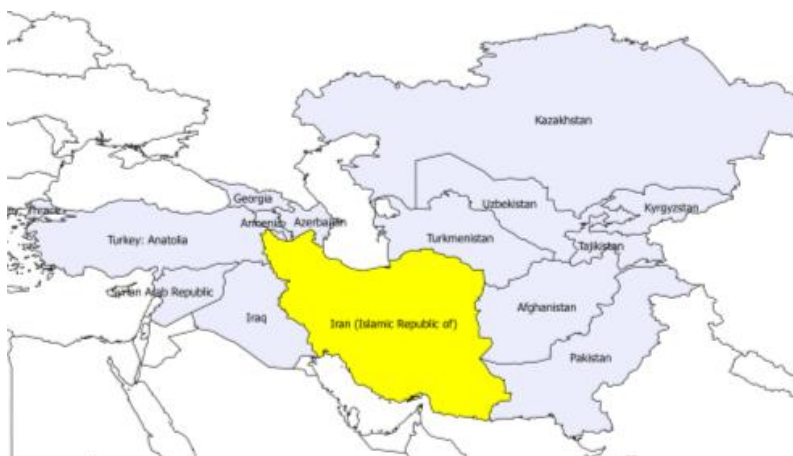 Kazakhstan
Georgia
Uzbekistan
Kyrgyzstan
Thrace
Armenia
Azerbaijan
Turkey: Anatolia
Turkmenistan
Tajikistan
Syrian Arab Republic
Iraq
Iran (Islamic Republic of)
Afghanistan
Pakistan